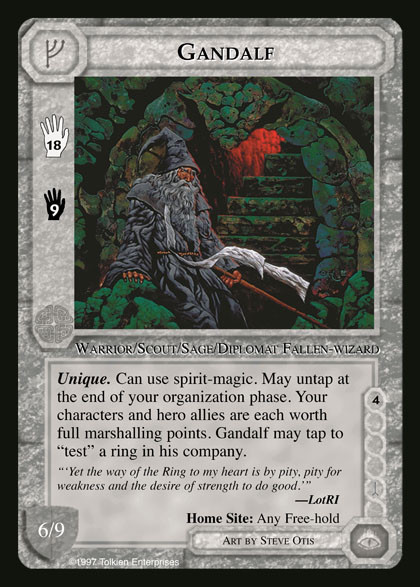 ᚠ
GANDALF
18
9
WARRIOR/SCOUT/SAGE/DIPLOMAT FALLEN-WIZARD
Unique. Can use spirit-magic. May untap at
the end of your organization phase. Your
characters and hero allies are each worth
full marshalling points. Gandalf may tap to
“test” a ring in his company.
“‘Yet the way of the Ring to my heart is by pity, pity for
weakness and the desire of strength to do good.’”
—LotRI
4
Home Site: Any Free-hold
6/9
ART BY STEVE OTIS
©1997 Tolkien Enterprises